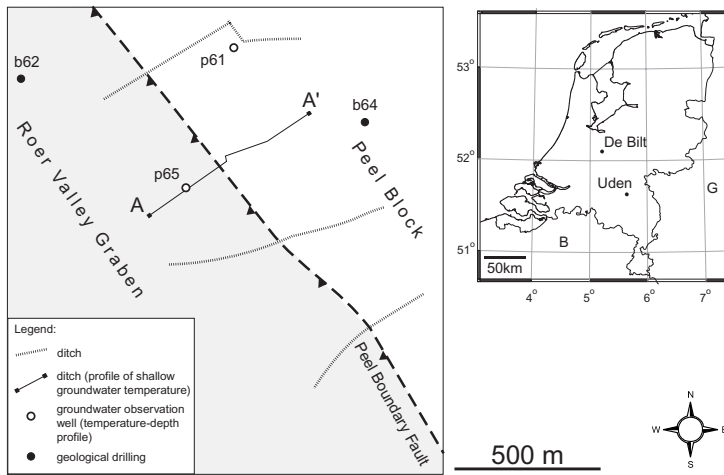 b62
p61
A'
b64
Roer Valley Graben
Peel Block
p65
A
Peel Boundary Fault
Legend:
ditch
ditch (profile of shallow
groundwater temperature)
groundwater observation
well (temperature-depth
profile)
geological drilling
53°
52°
51°
De Bilt
Uden
G
B
50km
4° 5° 6° 7°
N
W E
S
500 m